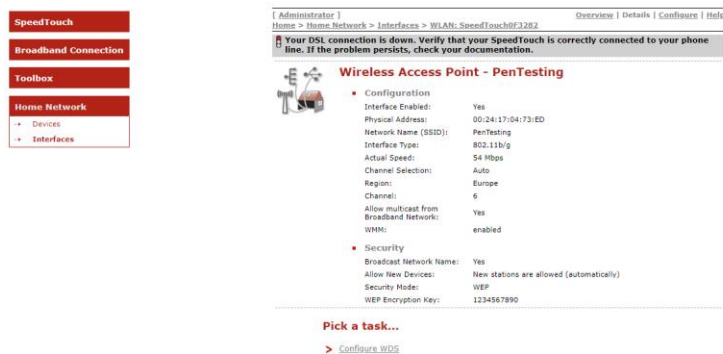 SpeedTouch
Broadband Connection
Toolbox
Home Network
Devices
Interfaces
[ Administrator ]
Overview | Details | Configure | Help
Home > Home Network > Interfaces > WLAN: SpeedTouch0F3282
Your DSL connection is down. Verify that your SpeedTouch is correctly connected to your phone
line. If the problem persists, check your documentation.
Wireless Access Point - PenTesting
Configuration
Interface Enabled: Yes
Physical Address: 00:24:17:04:73:ED
Network Name (SSID): PenTesting
Interface Type: 802.11b/g
Actual Speed: 54 Mbps
Channel Selection: Auto
Region: Europe
Channel: 6
Allow multicast from
Broadband Network: Yes
WMM: enabled
Security
Broadcast Network Name: Yes
Allow New Devices: New stations are allowed (automatically)
Security Mode: WEP
WEP Encryption Key: 1234567890
Pick a task...
Configure WDS